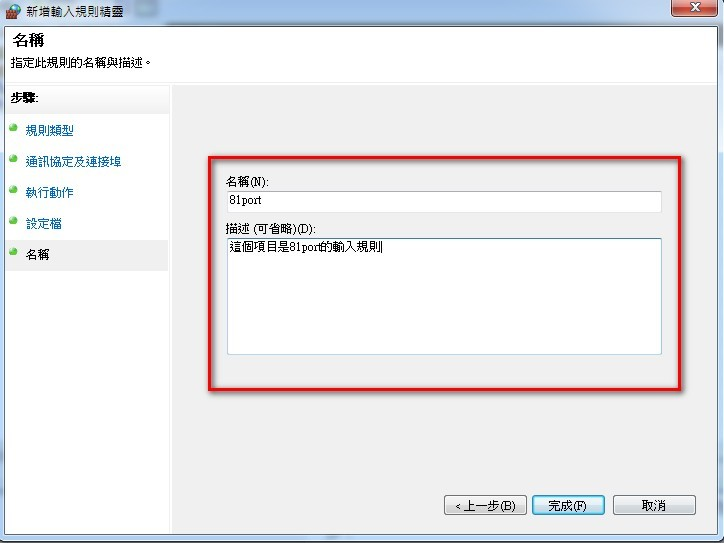 新增輸入規則精靈
名稱
指定此規則的名稱與描述。
步驟:
規則類型
通訊協定及連接埠
執行動作
設定檔
名稱
名稱(N):
81port
描述 (可省略)(D):
這個項目是81port的輸入規則
< 上一步(B)
完成(F)
取消